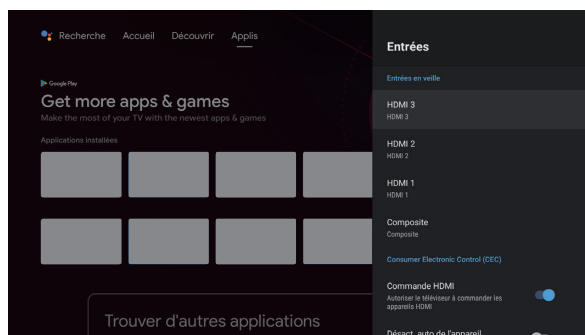 Recherche Accueil Découvrir Applis
Google Play
Get more apps & games
Make the most of your TV with the newest apps & games
Applications installées
Trouver d'autres applications
Entrées
Entrées en veille
HDMI 3
HDMI 3
HDMI 2
HDMI 2
HDMI 1
HDMI 1
Composite
Composite
Consumer Electronic Control (CEC)
Commande HDMI
Autoriser le téléviseur à commander les
appareils HDMI
Désact. auto de l'appareil